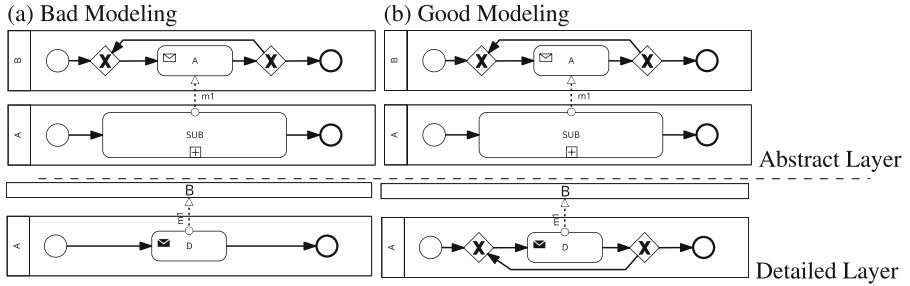 (a) Bad Modeling
(b) Good Modeling
B
X
A
X
B
X
A
X
m1
m1
A
SUB
A
SUB
Abstract Layer
B
B
m1
m1
A
D
A
X
D
X
Detailed Layer